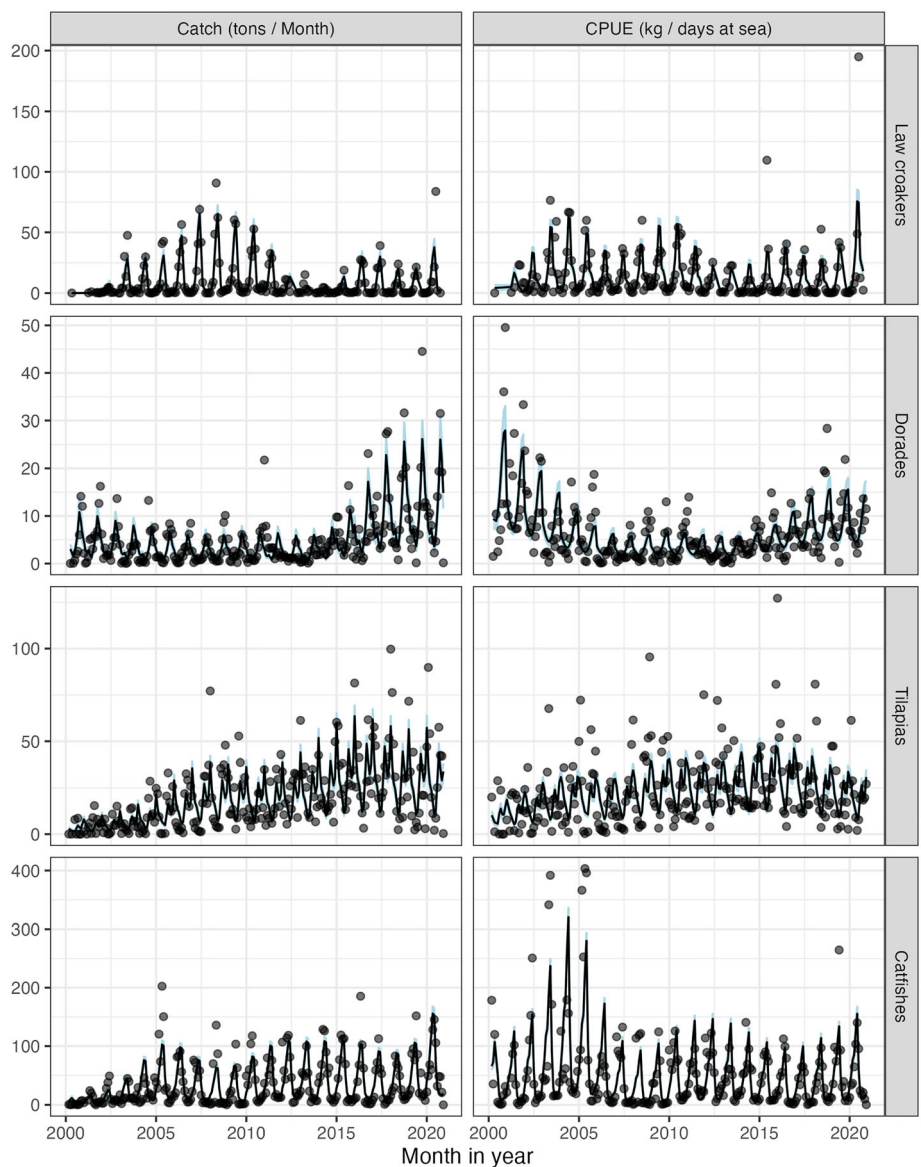 Catch (tons / Month) CPUE (kg / days at sea)
200
150
100
50
0
Law croakers
50
40
30
20
10
0
Dorades
100
50
0
Tilapias
400
300
200
100
0
Catfishes
2000 2005 2010 2015 2020 2000 2005 2010 2015 2020
Month in year